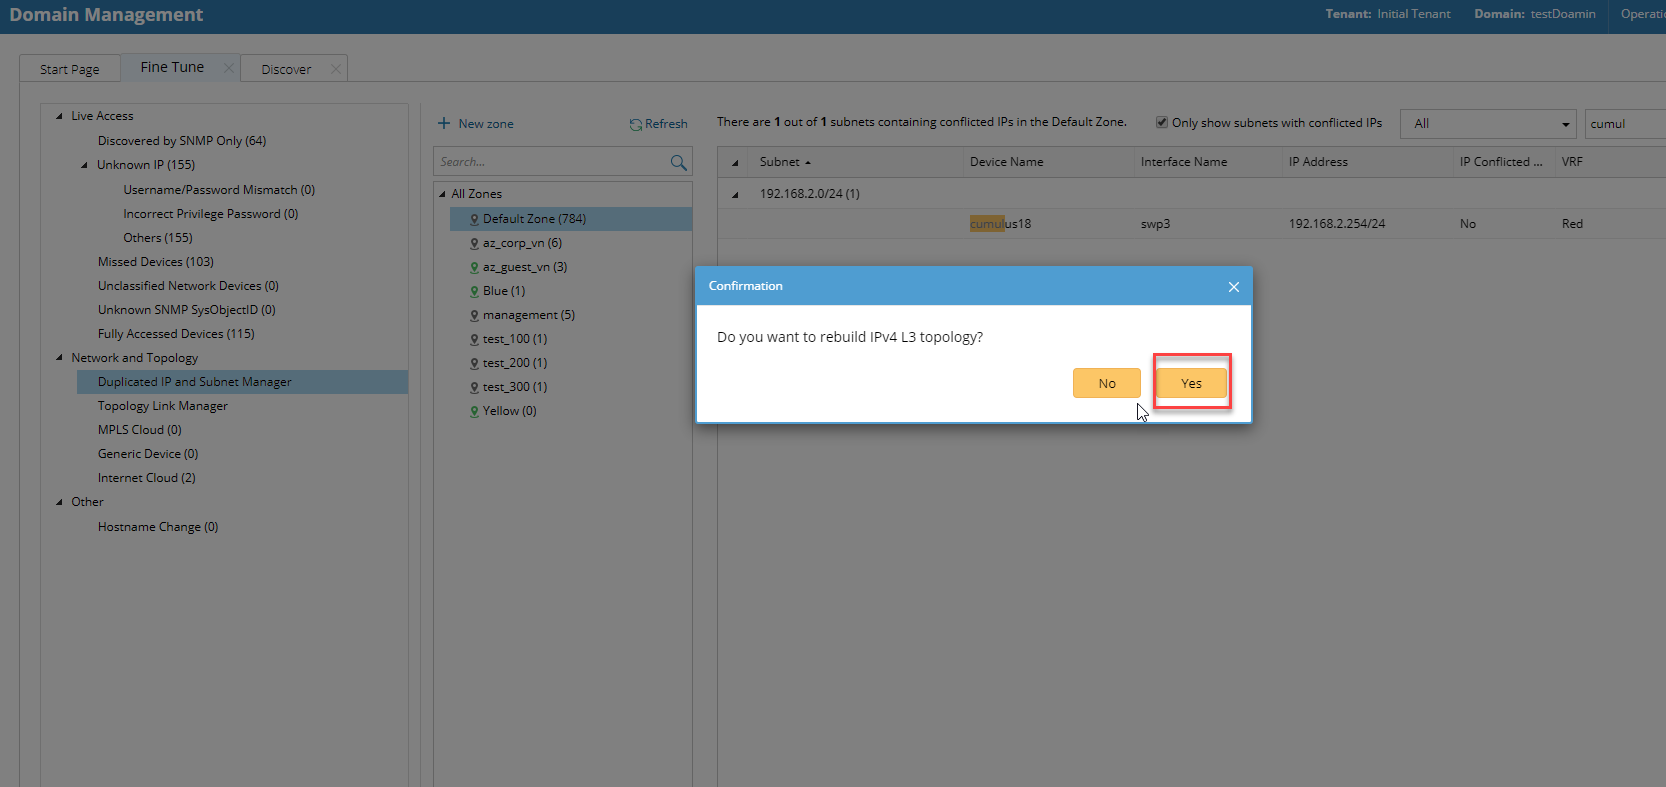 Domain Management
Tenant: Initial Tenant Domain: testDoamin Operati
Start Page Fine Tune Discover
Live Access
Discovered by SNMP Only (64)
Unknown IP (155)
Username/Password Mismatch (0)
Incorrect Privilege Password (0)
Others (155)
Missed Devices (103)
Unclassified Network Devices (0)
Unknown SNMP SysObjectID (0)
Fully Accessed Devices (115)
Network and Topology
Duplicated IP and Subnet Manager
Topology Link Manager
MPLS Cloud (0)
Generic Device (0)
Internet Cloud (2)
Other
Hostname Change (0)
+ New zone Refresh
Search...
All Zones
Default Zone (784)
az_corp_vn (6)
az_guest_vn (3)
Blue (1)
management (5)
test_100 (1)
test_200 (1)
test_300 (1)
Yellow (0)
There are 1 out of 1 subnets containing conflicted IPs in the Default Zone. Only show subnets with conflicted IPs All cumul
Subnet Device Name Interface Name IP Address IP Conflicted ... VRF
192.168.2.0/24 (1)
cumulus18 swp3 192.168.2.254/24 No Red
Confirmation
Do you want to rebuild IPv4 L3 topology?
No Yes